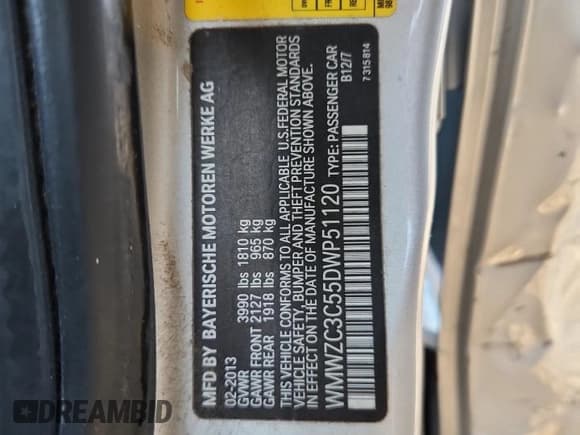 MFD BY BAYERISCHE MOTOREN WERKE AG
02-2013
GVWR 3990 lbs 1810 kg
GAWR FRONT 2127 lbs 965 kg
GAWR REAR 1918 lbs 870 kg
THIS VEHICLE CONFORMS TO ALL APPLICABLE U.S. FEDERAL MOTOR
VEHICLE SAFETY, BUMPER AND THEFT PREVENTION STANDARDS
IN EFFECT ON THE DATE OF MANUFACTURE SHOWN ABOVE.
WMWZC3C55DWP51120 TYPE: PASSENGER CAR
B12/7
7 315 814
DREAMBID